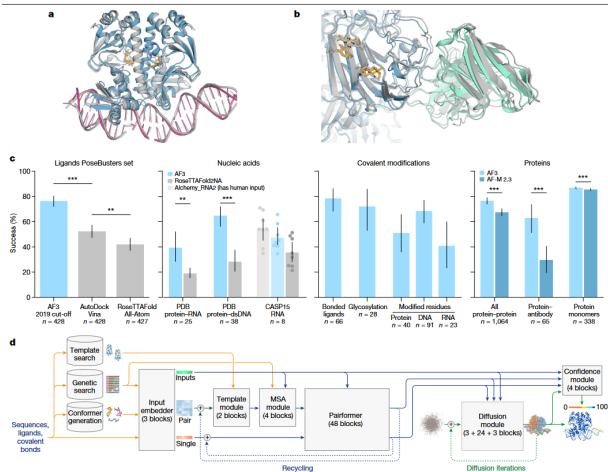 a
b
c
Ligands PoseBusters set
Nucleic acids
Covalent modifications
Proteins
AF3
RoseTTAFold2NA
Alchemy_RNA2 (has human input)
AF3
AF-M 2.3
Success (%)
100
80
60
40
20
0
***
**
**
***
***
***
***
AF3
2019 cut-off
n = 428
AutoDock
Vina
n = 428
RoseTTAFold
All-Atom
n = 427
PDB
protein–RNA
n = 25
PDB
protein–dsDNA
n = 38
CASP15
RNA
n = 8
Bonded
ligands
n = 66
Glycosylation
n = 28
Modified residues
Protein
n = 40
DNA
n = 91
RNA
n = 23
All
protein–protein
n = 1,064
Protein–
antibody
n = 65
Protein
monomers
n = 338
d
Template
search
Genetic
search
Conformer
generation
Sequences,
ligands,
covalent
bonds
Input
embedder
(3 blocks)
Inputs
Pair
Single
Template
module
(2 blocks)
MSA
module
(4 blocks)
Pairformer
(48 blocks)
Recycling
Diffusion
module
(3 + 24 + 3 blocks)
Diffusion iterations
Confidence
module
(4 blocks)
0
100